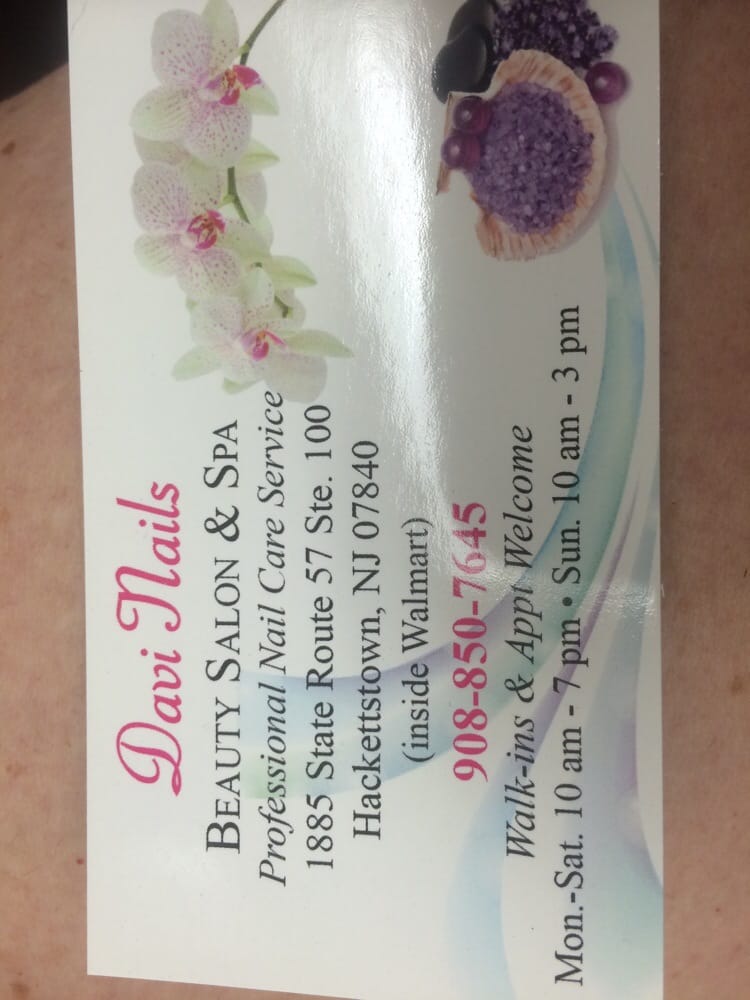 Davi Nails
BEAUTY SALON & SPA
Professional Nail Care Service
1885 State Route 57 Ste. 100
Hackettstown, NJ 07840
(inside Walmart)
908-850-7645
Walk-ins & Appt Welcome
Mon.-Sat. 10 am - 7 pm • Sun. 10 am - 3 pm